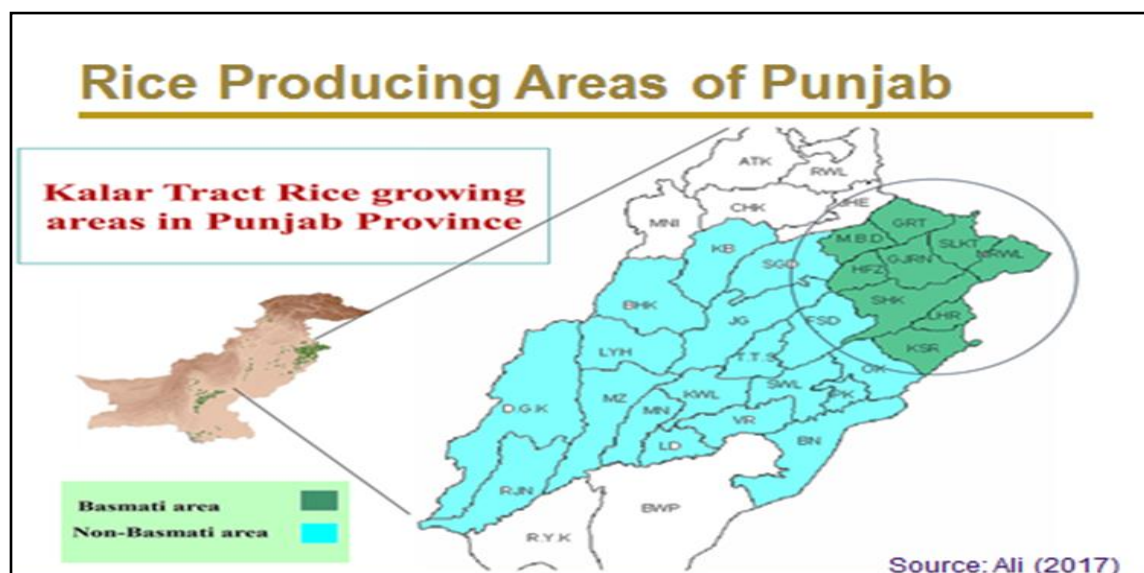 Rice Producing Areas of Punjab
Kalar Tract Rice growing
areas in Punjab Province
ATK
RWL
JHE
CHK
MNI
GRT
KB
M.B.D
SLKT
NRWL
SGD
GJRN
HFZ
BHK
SHK
JG
FSD
LHR
LYH
T.T.S
KSR
OK
D.G.K
MZ
MN
KWL
SWL
PK
VR
LD
BN
RJN
BWP
R.Y.K
Basmati area
Non-Basmati area
Source: Ali (2017)